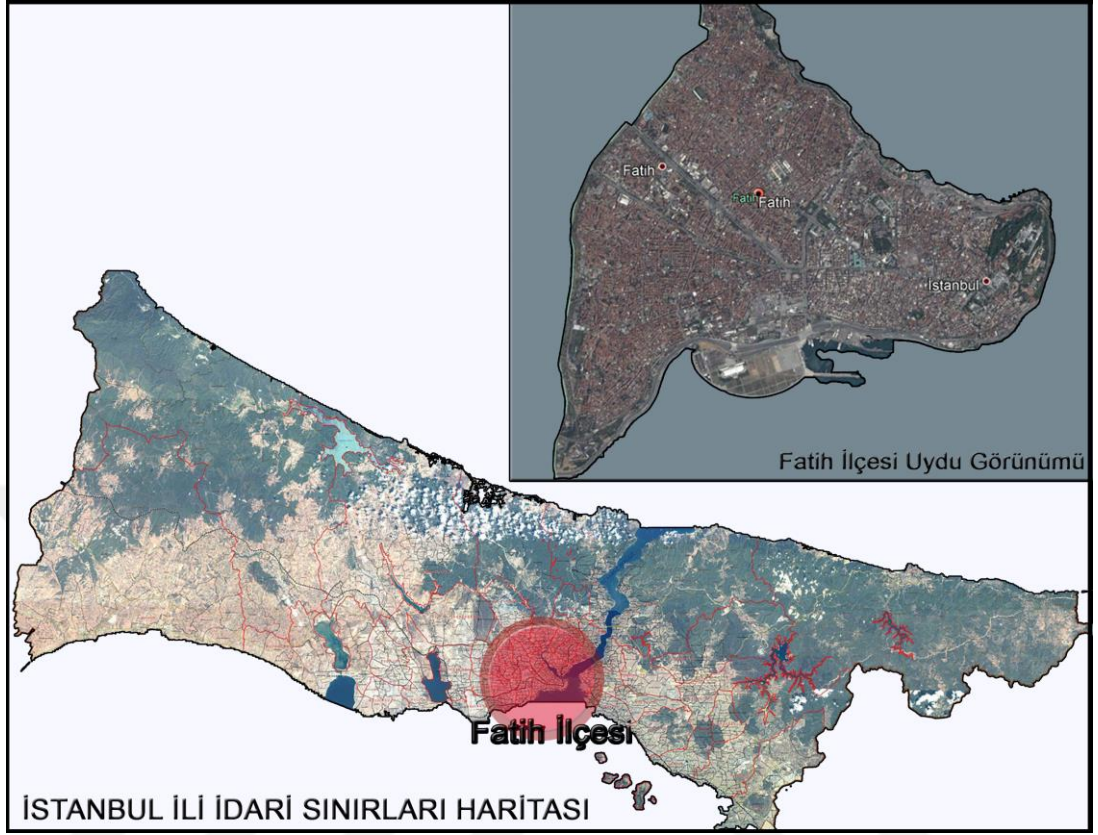 Fatih
Fatih
Fatih
İstanbul
Fatih İlçesi Uydu Görünümü
Fatih İlçesi
İSTANBUL İLİ İDARİ SINIRLARI HARİTASI